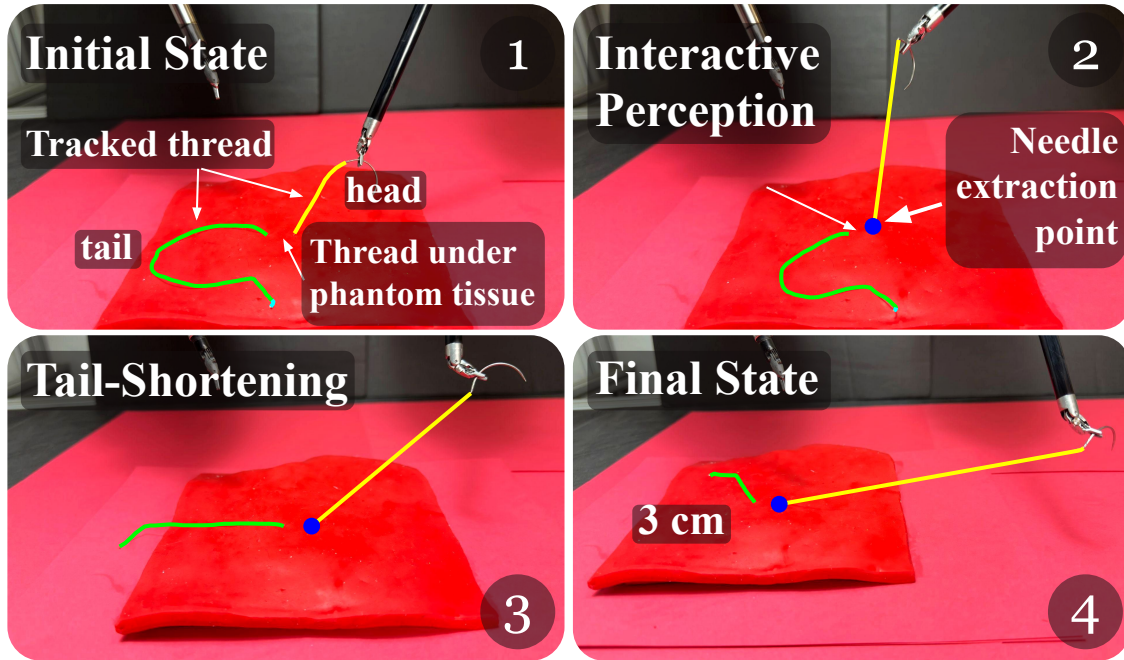 Initial State
1
Tracked thread
head
tail
Thread under
phantom tissue
Interactive
Perception
2
Needle
extraction
point
Tail-Shortening
3
Final State
3 cm
4